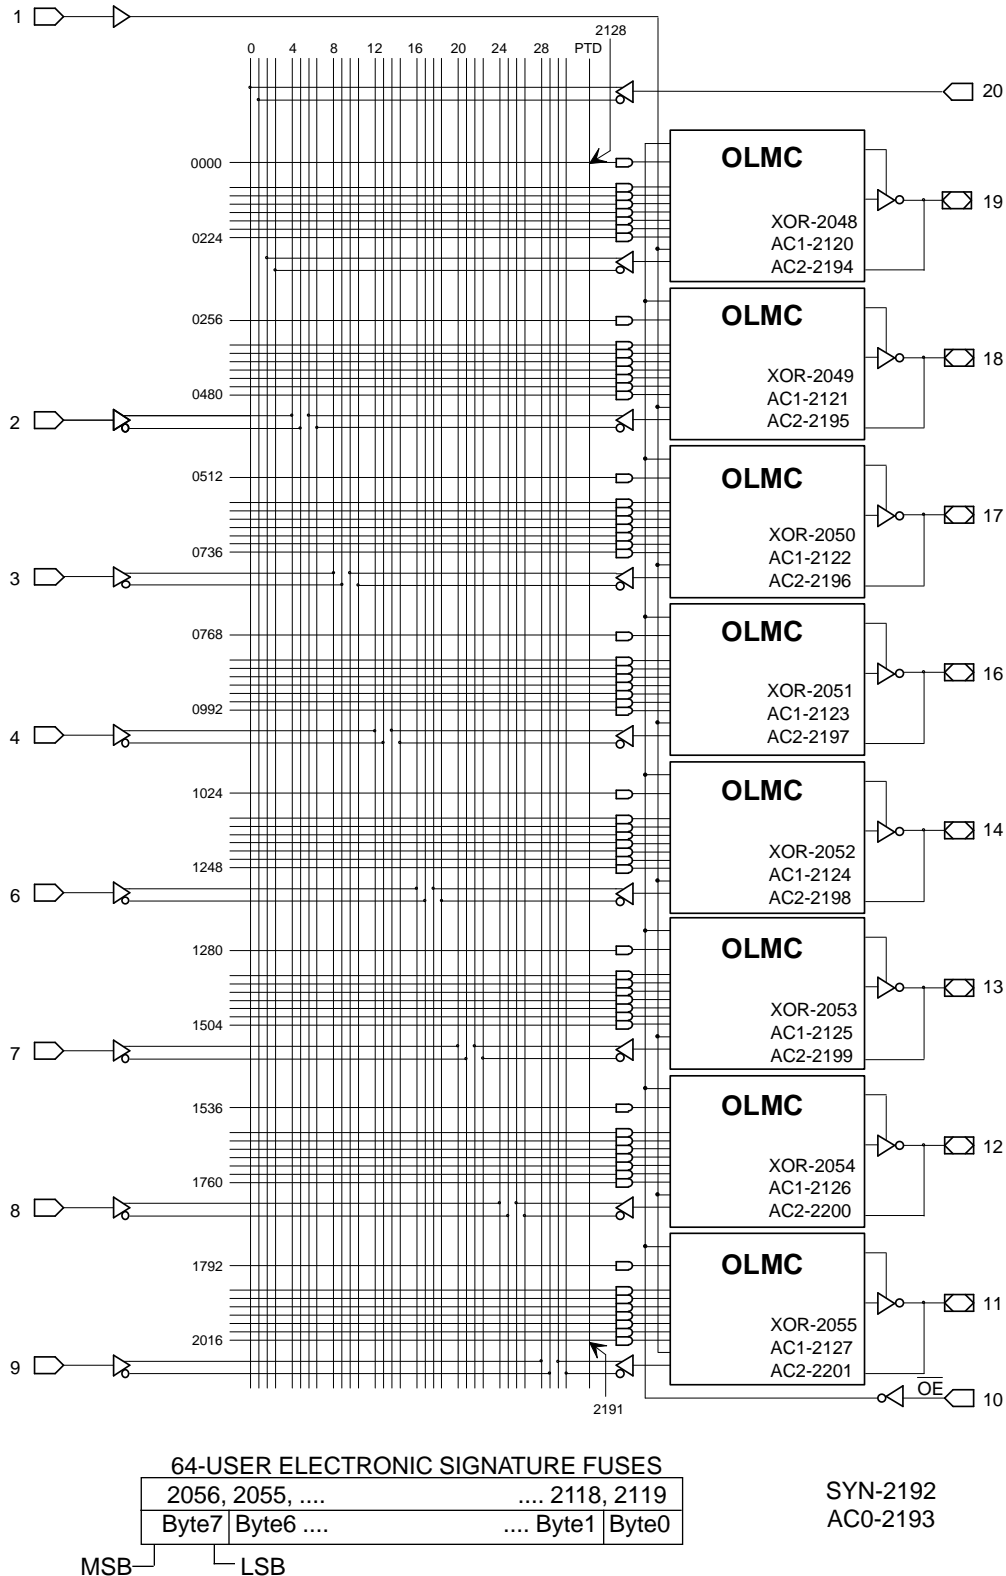 1
2128
0 4 8 12 16 20 24 28 PTD
20
0000
OLMC
19
XOR-2048
0224
AC1-2120
AC2-2194
0256
OLMC
18
XOR-2049
0480
AC1-2121
2
AC2-2195
0512
OLMC
17
XOR-2050
0736
AC1-2122
3
AC2-2196
0768
OLMC
16
XOR-2051
0992
AC1-2123
4
AC2-2197
1024
OLMC
14
XOR-2052
1248
AC1-2124
6
AC2-2198
1280
OLMC
13
XOR-2053
1504
AC1-2125
7
AC2-2199
1536
OLMC
12
XOR-2054
1760
AC1-2126
8
AC2-2200
1792
OLMC
11
XOR-2055
2016
AC1-2127
9
AC2-2201
OE
10
2191
64-USER ELECTRONIC SIGNATURE FUSES
2056, 2055, .... .... 2118, 2119
Byte7 Byte6 .... .... Byte1 Byte0
MSB LSB
SYN-2192
AC0-2193